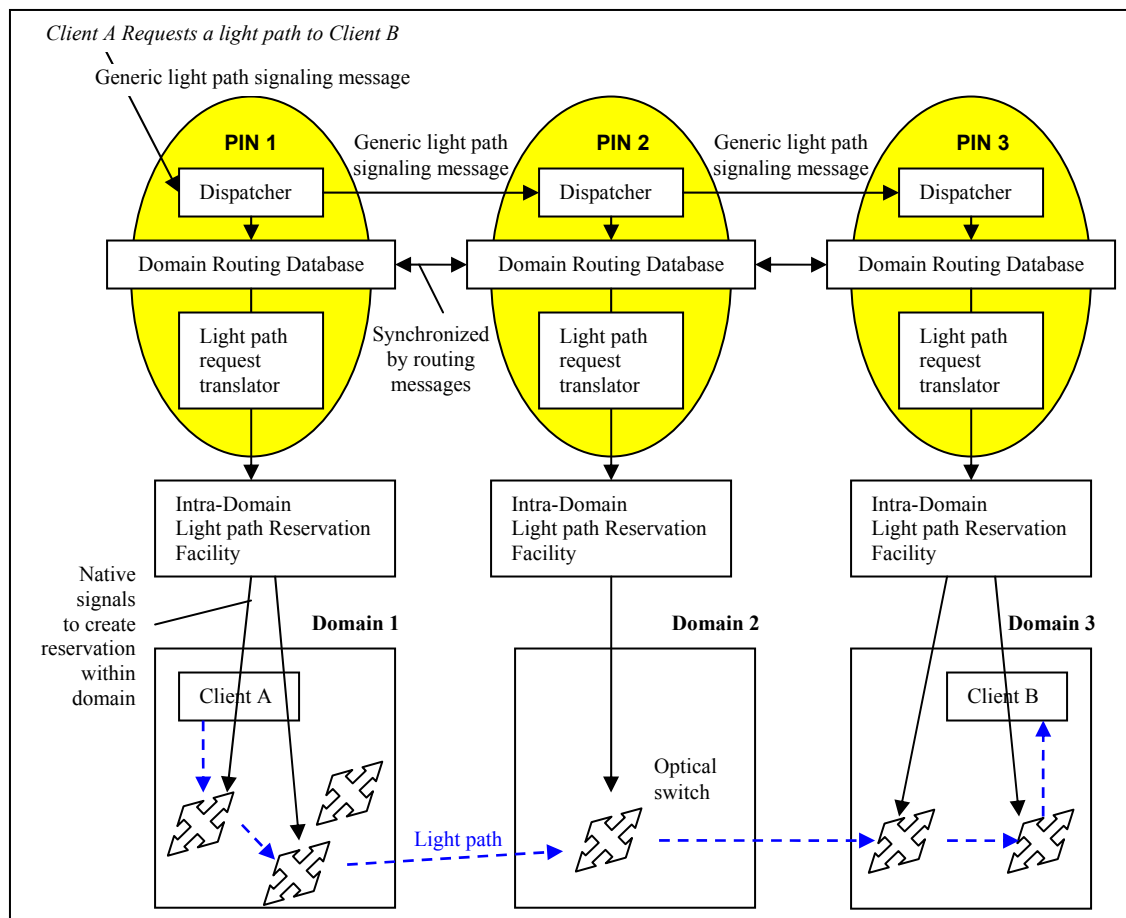 Client A Requests a light path to Client B
Generic light path signaling message
PIN 1
Generic light path
signaling message
PIN 2
Generic light path
signaling message
PIN 3
Dispatcher
Dispatcher
Dispatcher
Domain Routing Database
Domain Routing Database
Domain Routing Database
Light path
request
translator
Synchronized
by routing
messages
Light path
request
translator
Light path
request
translator
Intra-Domain
Light path Reservation
Facility
Intra-Domain
Light path Reservation
Facility
Intra-Domain
Light path Reservation
Facility
Native
signals
to create
reservation
within
domain
Domain 1
Domain 2
Domain 3
Client A
Client B
Optical
switch
Light path